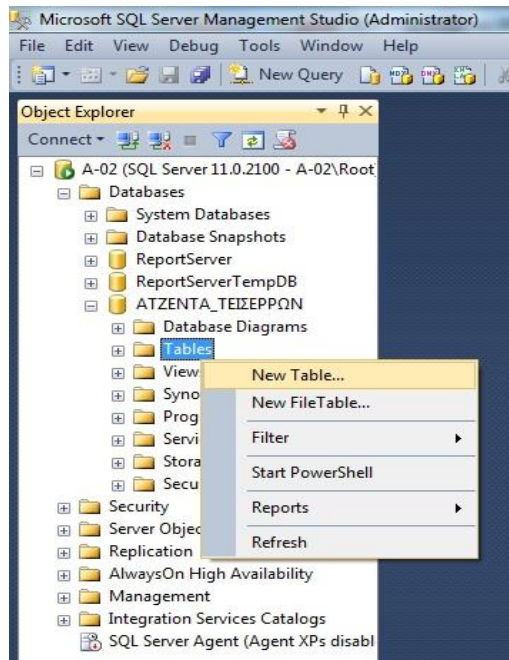 Microsoft SQL Server Management Studio (Administrator)
File Edit View Debug Tools Window Help
New Query
Object Explorer
Connect
A-02 (SQL Server 11.0.2100 - A-02\Root
Databases
System Databases
Database Snapshots
ReportServer
ReportServerTempDB
ΑΤΖΕΝΤΑ_ΤΕΙΣΕΡΡΩΝ
Database Diagrams
Tables
View
Syno
Prog
Servi
Stora
Secu
Security
Server Objec
Replication
AlwaysOn High Availability
Management
Integration Services Catalogs
SQL Server Agent (Agent XPs disabl
New Table...
New FileTable...
Filter
Start PowerShell
Reports
Refresh